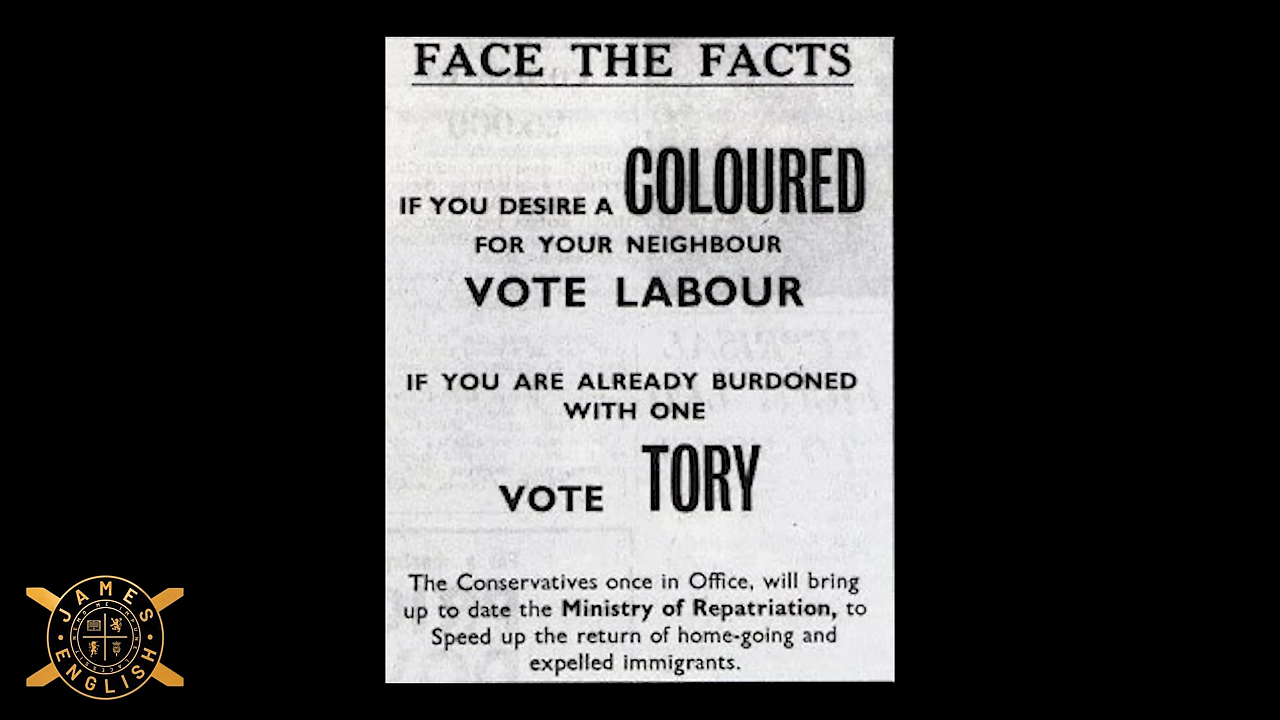 FACE THE FACTS
IF YOU DESIRE A COLOURED
FOR YOUR NEIGHBOUR
VOTE LABOUR
IF YOU ARE ALREADY BURDONED
WITH ONE
VOTE TORY
The Conservatives once in Office, will bring
up to date the Ministry of Repatriation, to
Speed up the return of home-going and
expelled immigrants.
JAMES
ENGLISH